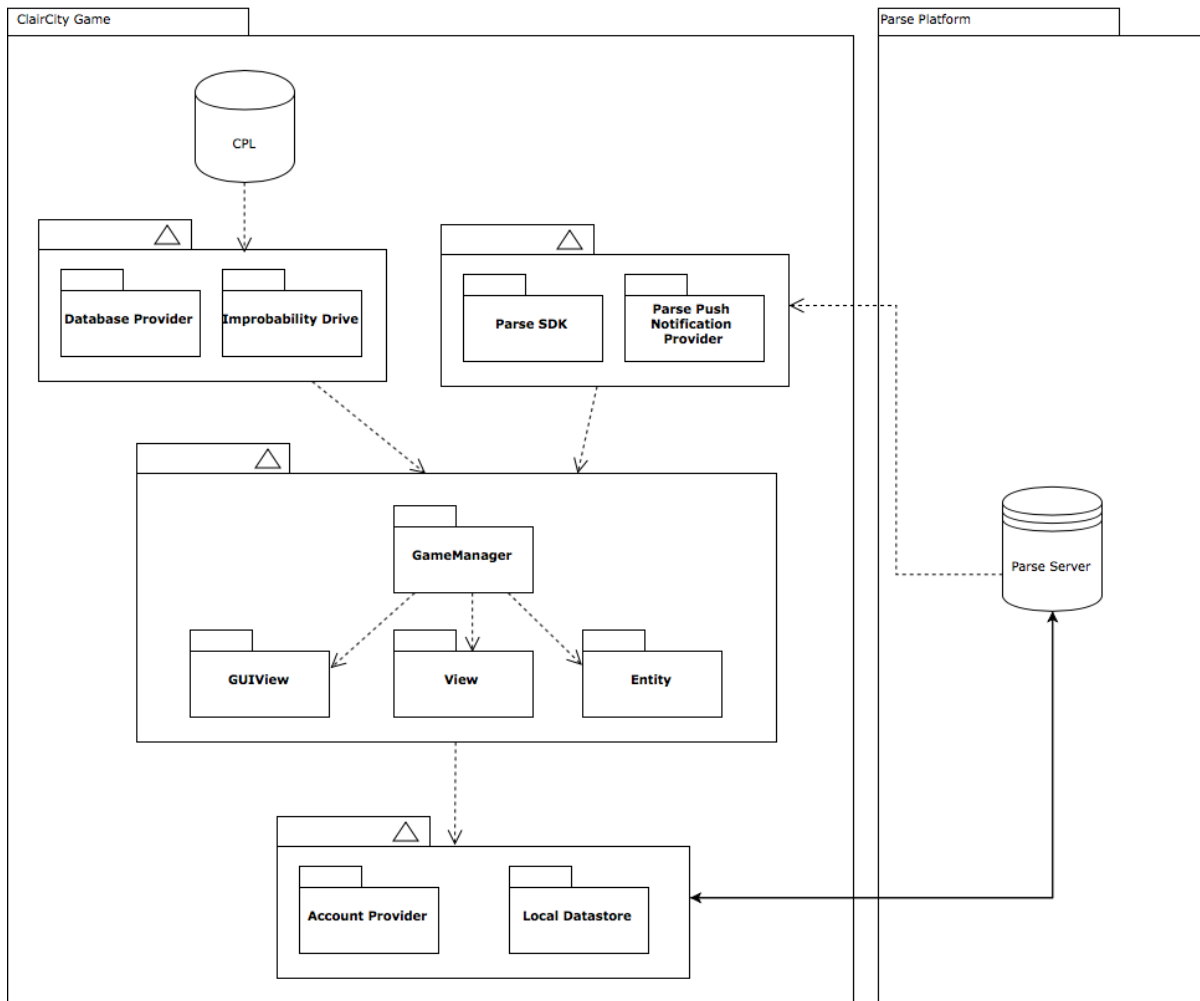 ClairCity Game
Parse Platform
CPL
Database Provider
Improbability Drive
Parse SDK
Parse Push
Notification
Provider
GameManager
Parse Server
GUIView
View
Entity
Account Provider
Local Datastore